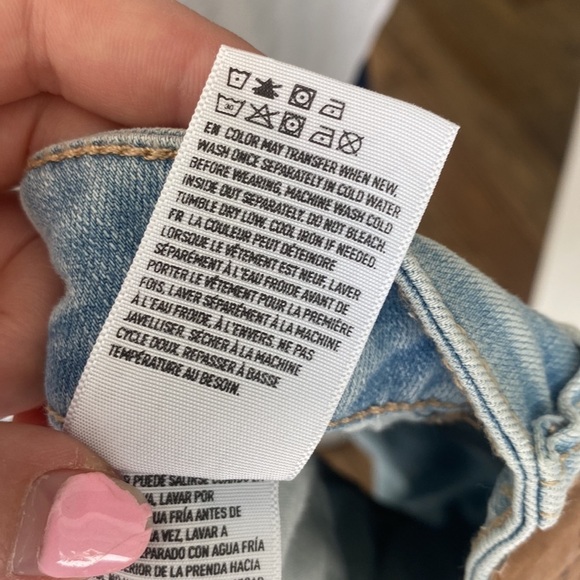 EN COLOR MAY TRANSFER WHEN NEW.
WASH ONCE SEPARATELY IN COLD WATER
BEFORE WEARING. MACHINE WASH COLD
INSIDE OUT SEPARATELY. DO NOT BLEACH.
TUMBLE DRY LOW. COOL IRON IF NEEDED.
FR LA COULEUR PEUT DÉTEINDRE
LORSQUE LE VÊTEMENT EST NEUF. LAVER
SÉPARÉMENT À L'EAU FROIDE AVANT DE
PORTER LE VÊTEMENT POUR LA PREMIÈRE
FOIS. LAVER SÉPARÉMENT À LA MACHINE
À L'EAU FROIDE, À L'ENVERS. NE PAS
JAVELLISER. SÉCHER À LA MACHINE
CYCLE DOUX. REPASSER À BASSE
TEMPÉRATURE AU BESOIN.
PUEDE SALIRSE CUANDO
LAVAR POR
AGUA FRÍA ANTES DE
VEZ. LAVAR A
CON AGUA FRÍA
DE LA PRENDA HACIA